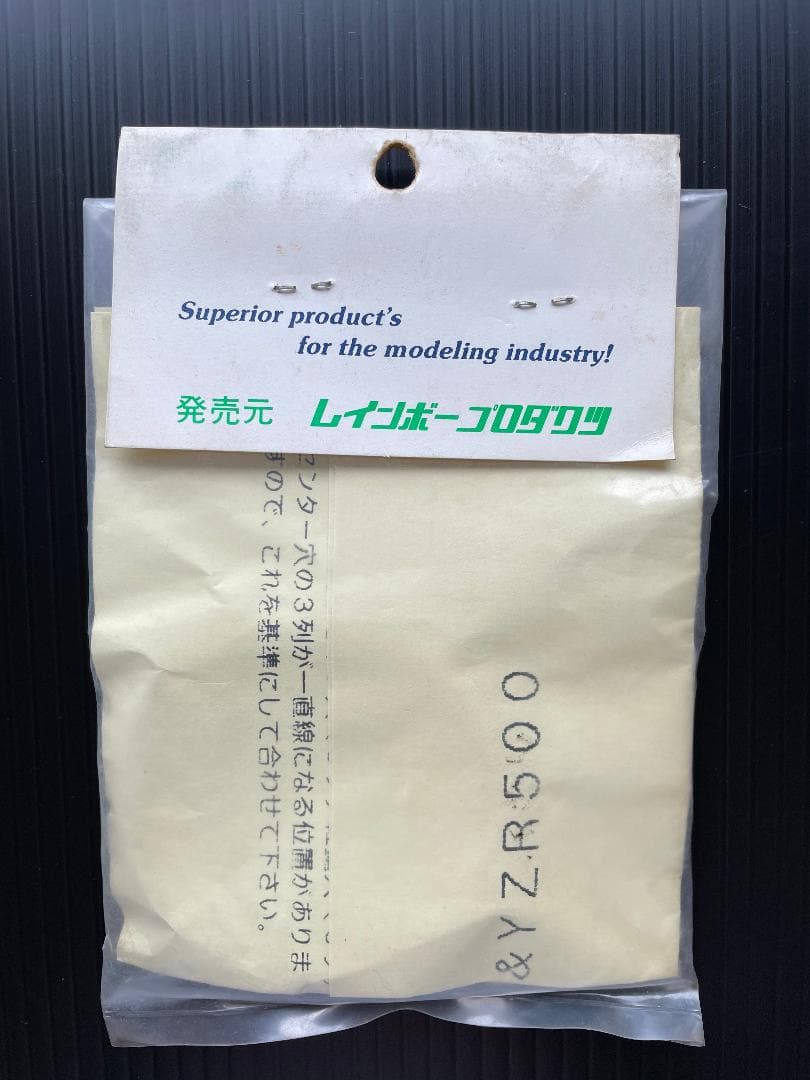 Superior product's
for the modeling industry!
発売元 レインボープロダクツ
センター穴の3列が一直線になる位置がありま
すので、これを基準にして合わせて下さい。
& YZR500